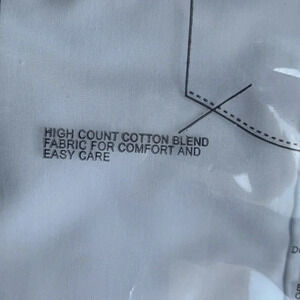 HIGH COUNT COTTON BLEND
FABRIC FOR COMFORT AND
EASY CARE